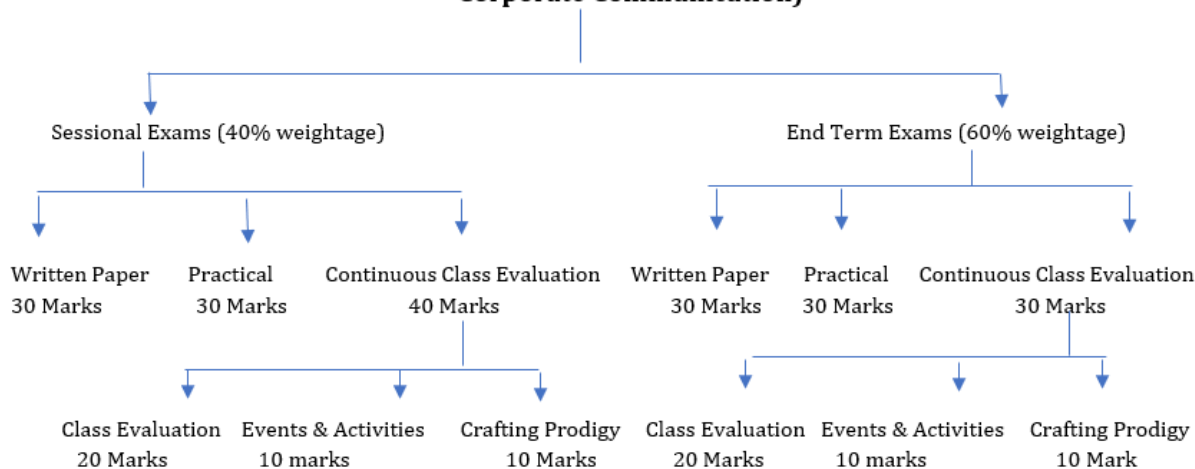 Corporate Communication)
Sessional Exams (40% weightage)
End Term Exams (60% weightage)
Written Paper
30 Marks
Practical
30 Marks
Continuous Class Evaluation
40 Marks
Written Paper
30 Marks
Practical
30 Marks
Continuous Class Evaluation
30 Marks
Class Evaluation
20 Marks
Events & Activities
10 marks
Crafting Prodigy
10 Marks
Class Evaluation
20 Marks
Events & Activities
10 marks
Crafting Prodigy
10 Mark